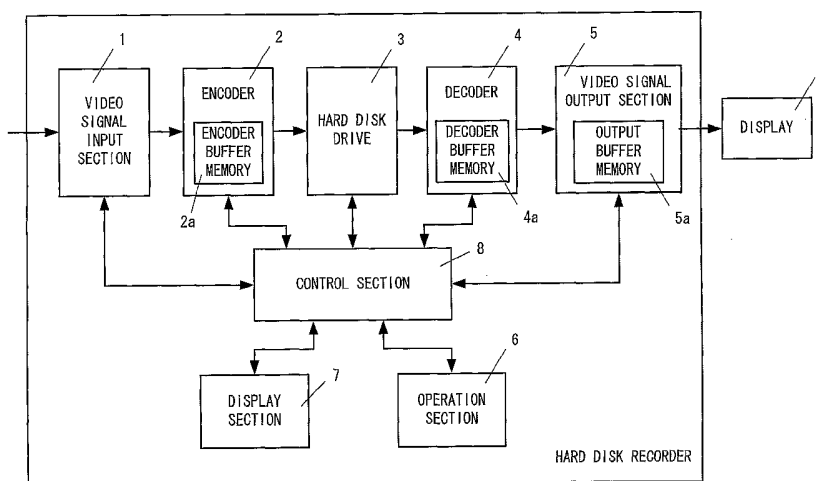 1
2
3
4
5
VIDEO
SIGNAL
INPUT
SECTION
ENCODER
ENCODER
BUFFER
MEMORY
2a
HARD DISK
DRIVE
DECODER
DECODER
BUFFER
MEMORY
4a
VIDEO SIGNAL
OUTPUT SECTION
OUTPUT
BUFFER
MEMORY
5a
DISPLAY
8
CONTROL SECTION
DISPLAY
SECTION
7
OPERATION
SECTION
6
HARD DISK RECORDER